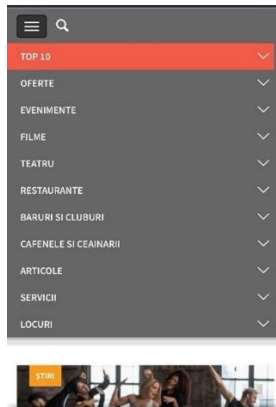 TOP 10
OFERTE
EVENIMENTE
FILME
TEATRU
RESTAURANTE
BARURI SI CLUBURI
CAFENELE SI CEAINARII
ARTICOLE
SERVICII
LOCURI
STIRI